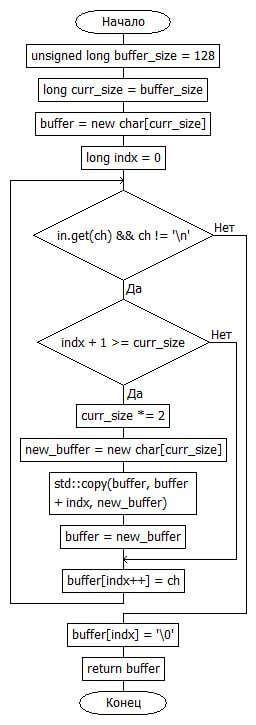 Начало
unsigned long buffer_size = 128
long curr_size = buffer_size
buffer = new char[curr_size]
long indx = 0
in.get(ch) && ch != '\n'
Нет
Да
indx + 1 >= curr_size
Нет
Да
curr_size *= 2
new_buffer = new char[curr_size]
std::copy(buffer, buffer
+ indx, new_buffer)
buffer = new_buffer
buffer[indx++] = ch
buffer[indx] = '\0'
return buffer
Конец